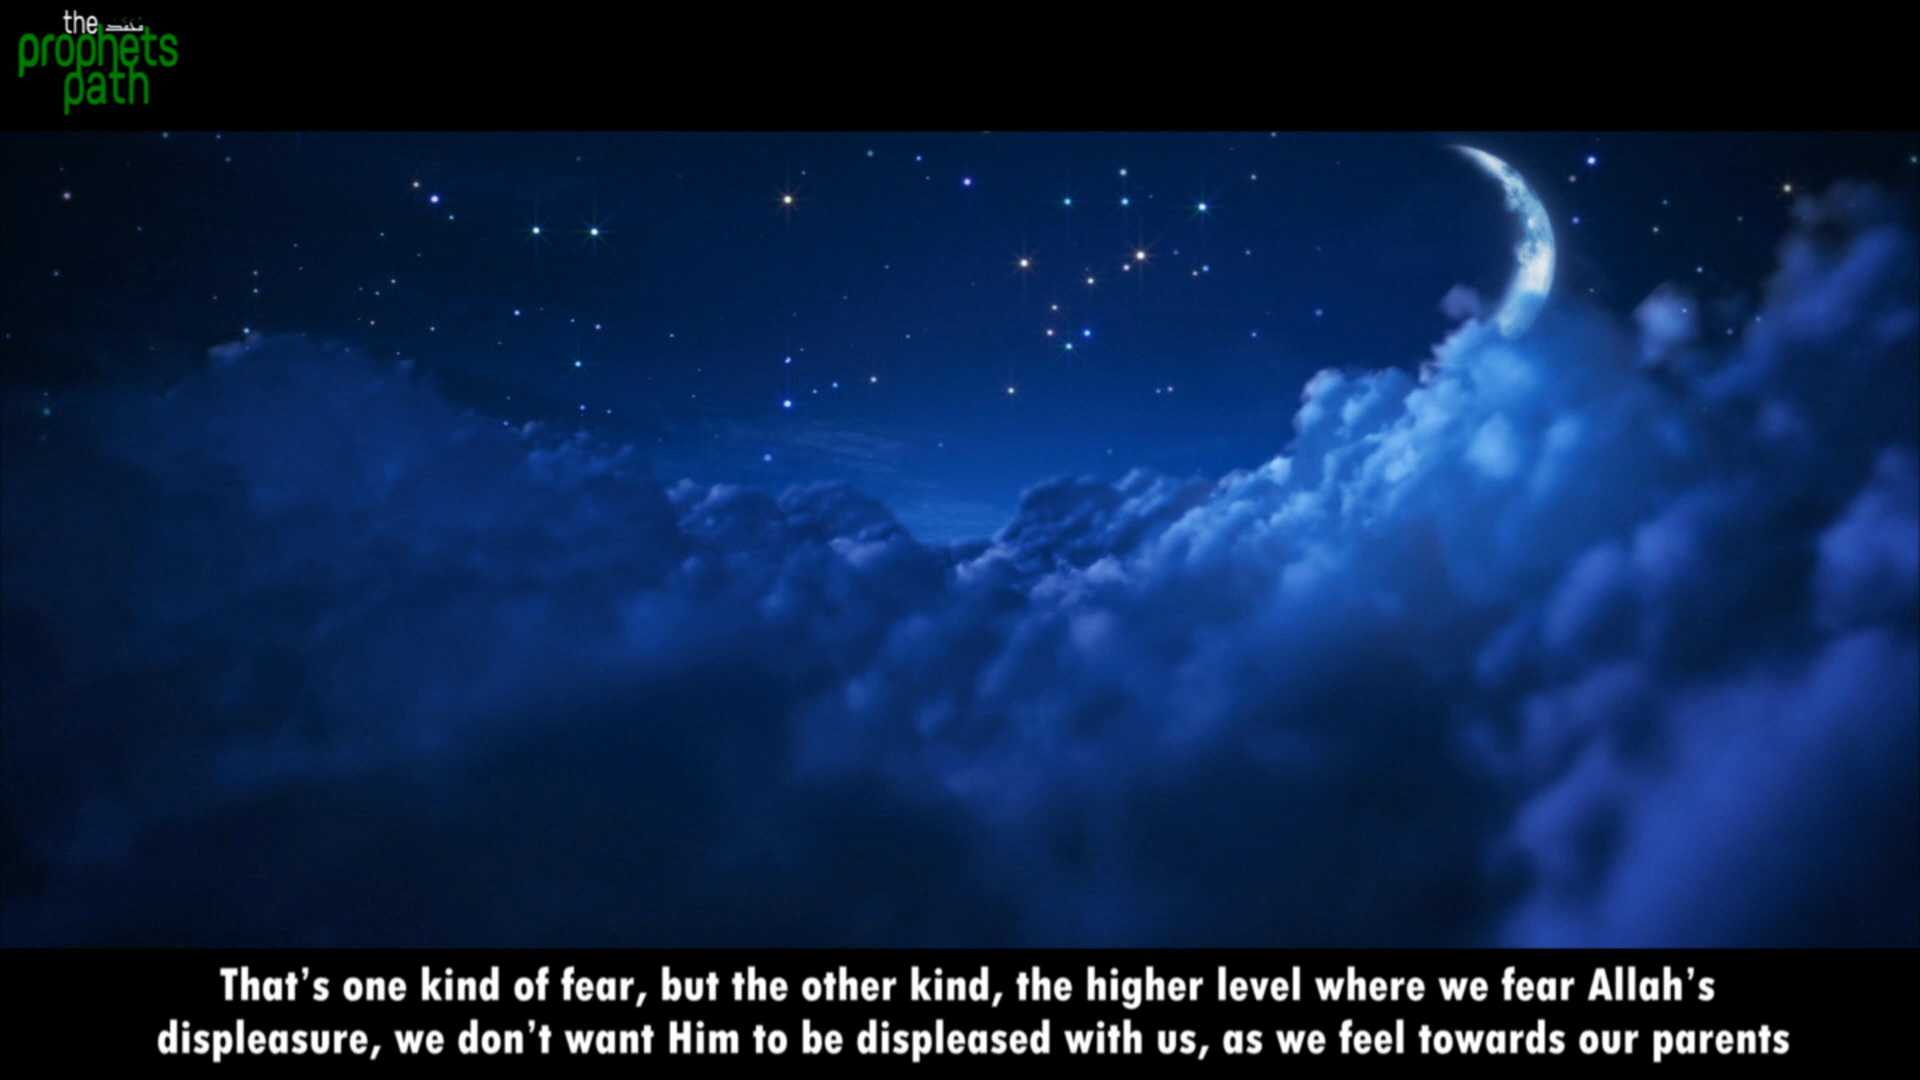 the محمد
prophets
path
That’s one kind of fear, but the other kind, the higher level where we fear Allah’s
displeasure, we don’t want Him to be displeased with us, as we feel towards our parents